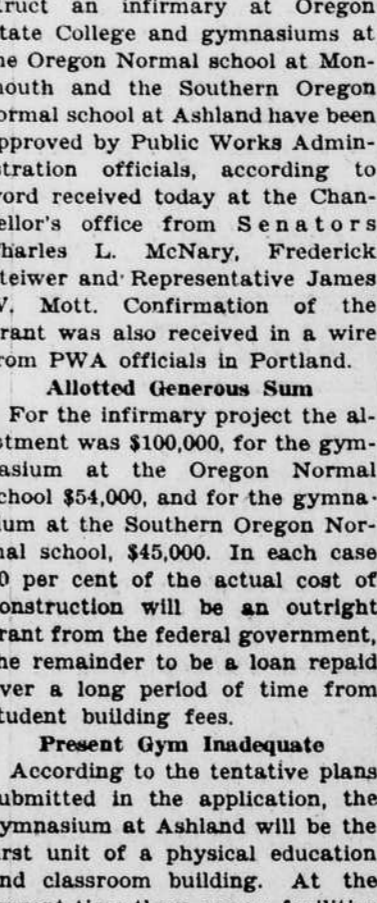 truct an infirmary at Oregon
tate College and gymnasiums at
he Oregon Normal school at Mon-
mouth and the Southern Oregon
ormal school at Ashland have been
pproved by Public Works Admin-
stration officials, according to
word received today at the Chan-
ellor's office from Senators
Charles L. McNary, Frederick
teiwer and Representative James
W. Mott. Confirmation of the
rant was also received in a wire
rom PWA officials in Portland.
Allotted Generous Sum
For the infirmary project the al-
otment was $100,000, for the gym-
asium at the Oregon Normal
chool $54,000, and for the gymna-
ium at the Southern Oregon Nor-
mal school, $45,000. In each case
0 per cent of the actual cost of
onstruction will be an outright
rant from the federal government,
he remainder to be a loan repaid
ver a long period of time from
tudent building fees.
Present Gym Inadequate
According to the tentative plans
ubmitted in the application, the
ymnasium at Ashland will be the
irst unit of a physical education
nd classroom building. At the